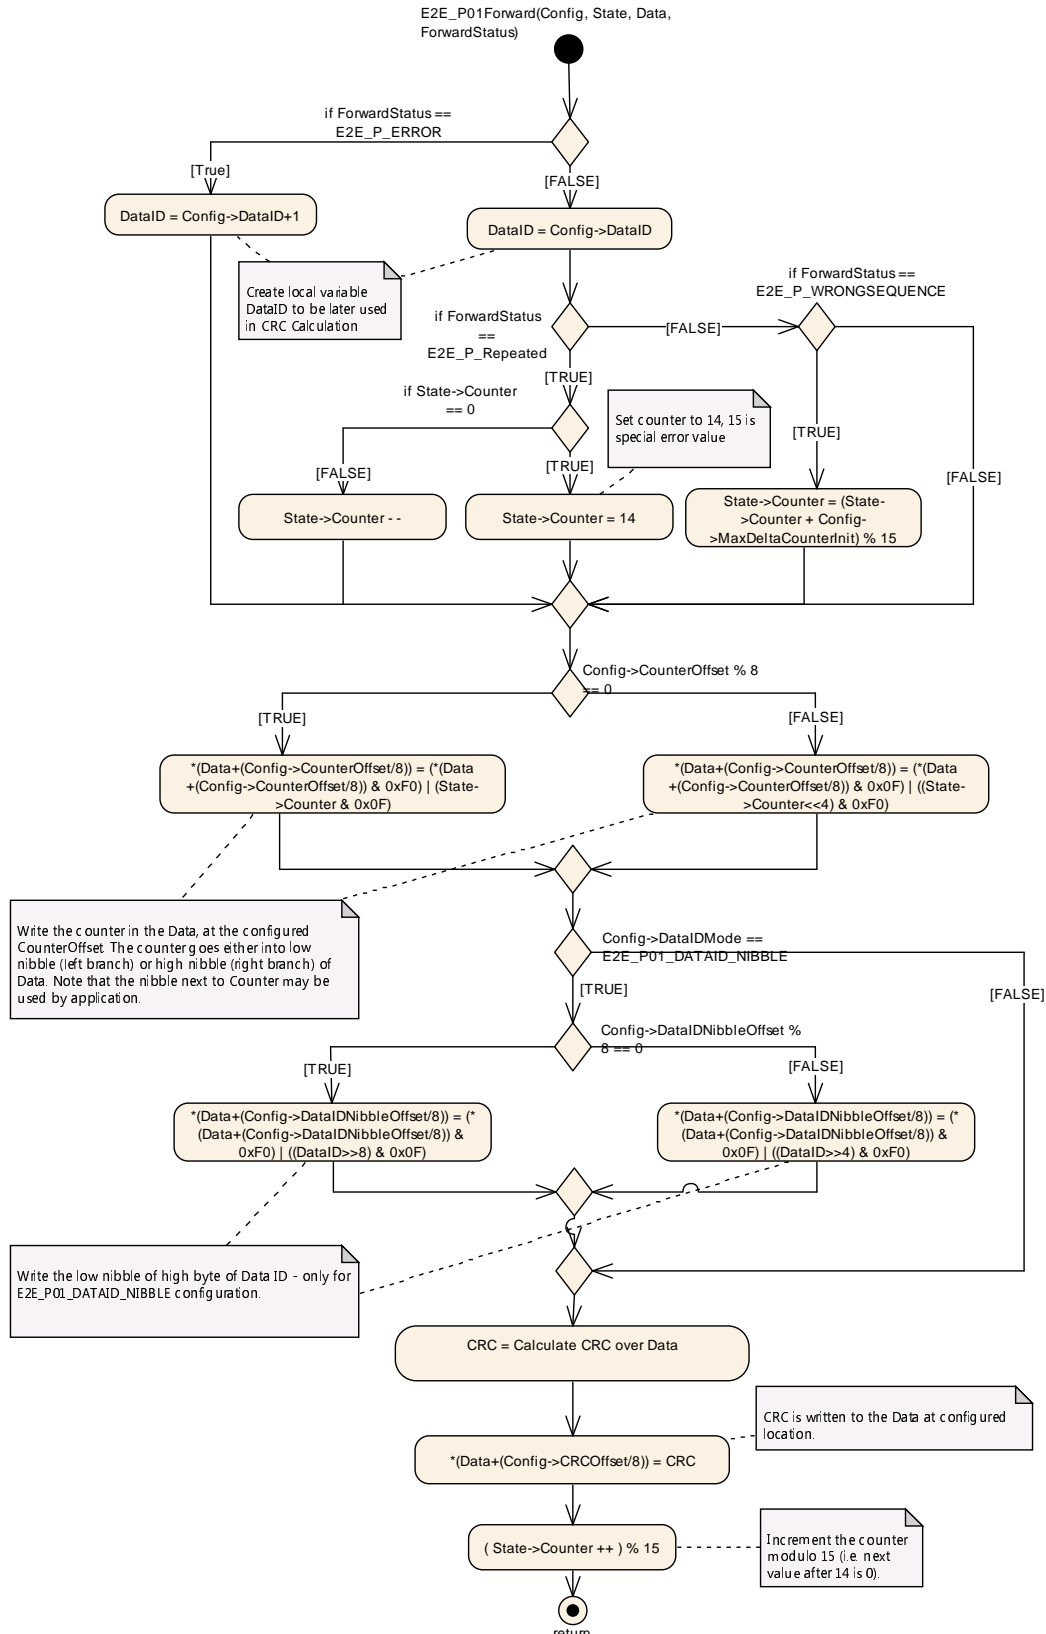 E2E_P01Forward(Config, State, Data,
ForwardStatus)
if ForwardStatus ==
E2E_P_ERROR
[True]
[FALSE]
DataID = Config->DataID+1
DataID = Config->DataID
Create local variable
DataID to be later used
in CRC Calculation
if ForwardStatus ==
E2E_P_WRONGSEQUENCE
if ForwardStatus
==
E2E_P_Repeated
[FALSE]
[TRUE]
if State->Counter
== 0
Set counter to 14, 15 is
special error value
[TRUE]
[FALSE]
[TRUE]
[FALSE]
State->Counter - -
State->Counter = 14
State->Counter = (State-
>Counter + Config-
>MaxDeltaCounterInit) % 15
Config->CounterOffset % 8
== 0
[TRUE]
[FALSE]
*(Data+(Config->CounterOffset/8)) = (*(Data
+(Config->CounterOffset/8)) & 0xF0) | (State-
>Counter & 0x0F)
*(Data+(Config->CounterOffset/8)) = (*(Data
+(Config->CounterOffset/8)) & 0x0F) | ((State-
>Counter<<4) & 0xF0)
Write the counter in the Data, at the configured
CounterOffset. The counter goes either into low
nibble (left branch) or high nibble (right branch) of
Data. Note that the nibble next to Counter may be
used by application.
Config->DataIDMode ==
E2E_P01_DATAID_NIBBLE
[TRUE]
[FALSE]
Config->DataIDNibbleOffset %
8 == 0
[TRUE]
[FALSE]
*(Data+(Config->DataIDNibbleOffset/8)) = (*
(Data+(Config->DataIDNibbleOffset/8)) &
0xF0) | ((DataID>>8) & 0x0F)
*(Data+(Config->DataIDNibbleOffset/8)) = (*
(Data+(Config->DataIDNibbleOffset/8)) &
0x0F) | ((DataID>>4) & 0xF0)
Write the low nibble of high byte of Data ID - only for
E2E_P01_DATAID_NIBBLE configuration.
CRC = Calculate CRC over Data
CRC is written to the Data at configured
location.
*(Data+(Config->CRCOffset/8)) = CRC
( State->Counter ++ ) % 15
Increment the counter
modulo 15 (i.e. next
value after 14 is 0).
return